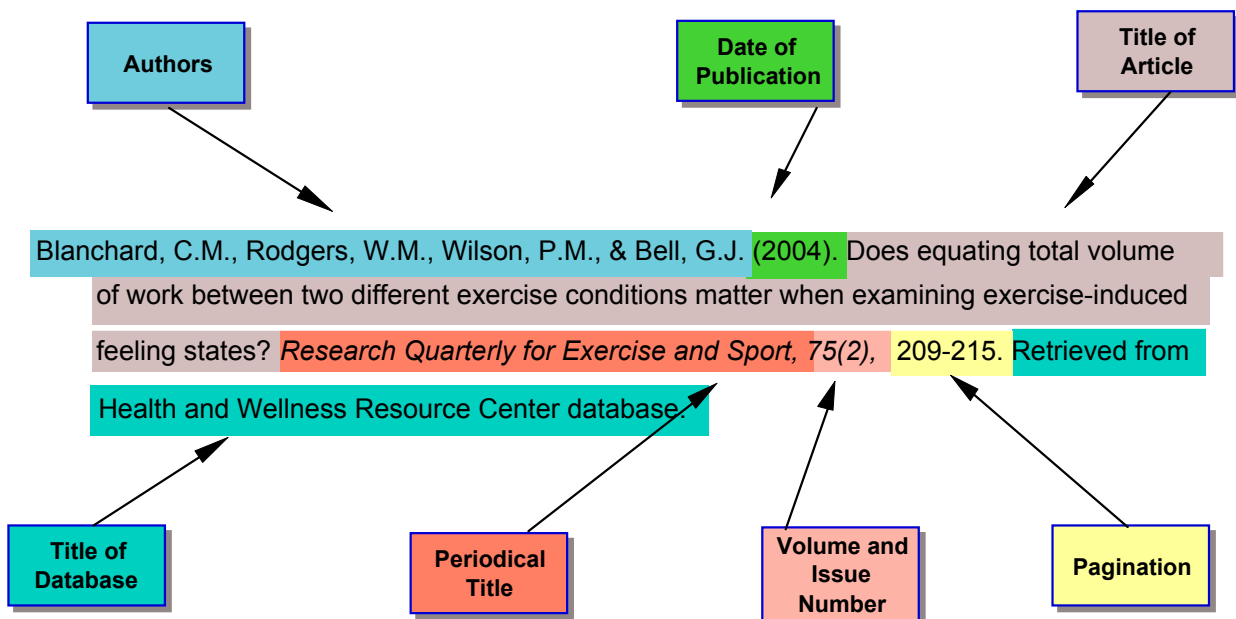 Authors
Date of
Publication
Title of
Article
Blanchard, C.M., Rodgers, W.M., Wilson, P.M., & Bell, G.J. (2004). Does equating total volume
of work between two different exercise conditions matter when examining exercise-induced
feeling states? Research Quarterly for Exercise and Sport, 75(2), 209-215. Retrieved from
Health and Wellness Resource Center database.
Title of
Database
Periodical
Title
Volume and
Issue
Number
Pagination